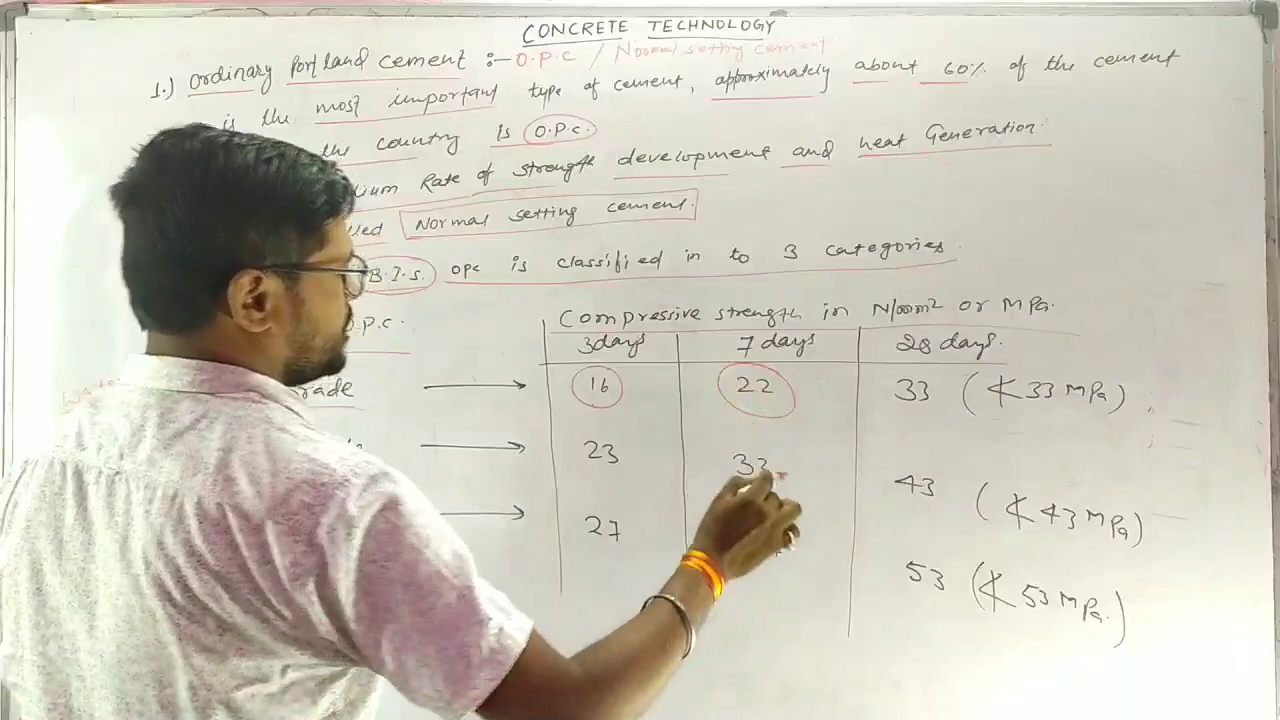 CONCRETE TECHNOLOGY
1.) Ordinary Portland cement :- O.P.C / Normal setting cement
is the most important type of cement, approximately about 60% of the cement
the country is O.P.C.
Rate of strength development and heat Generation.
Normal setting cement.
B.I.S. OPC is classified in to 3 categories.
O.P.C. Compressive strength in N/mm2 or MPa.
3days 7 days 28 days.
rade → 16 22 33 (≮ 33 MPa)
→ 23 33 43 (≮ 43 MPa)
→ 27 53 (≮ 53 MPa.)